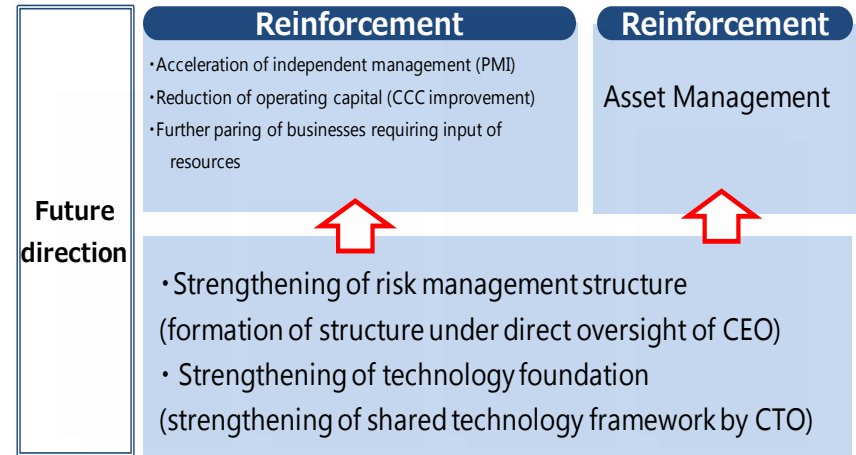 Future
direction
Reinforcement
・Acceleration of independent management (PMI)
・Reduction of operating capital (CCC improvement)
・Further paring of businesses requiring input of
resources
Reinforcement
Asset Management
・Strengthening of risk management structure
(formation of structure under direct oversight of CEO)
・ Strengthening of technology foundation
(strengthening of shared technology framework by CTO)